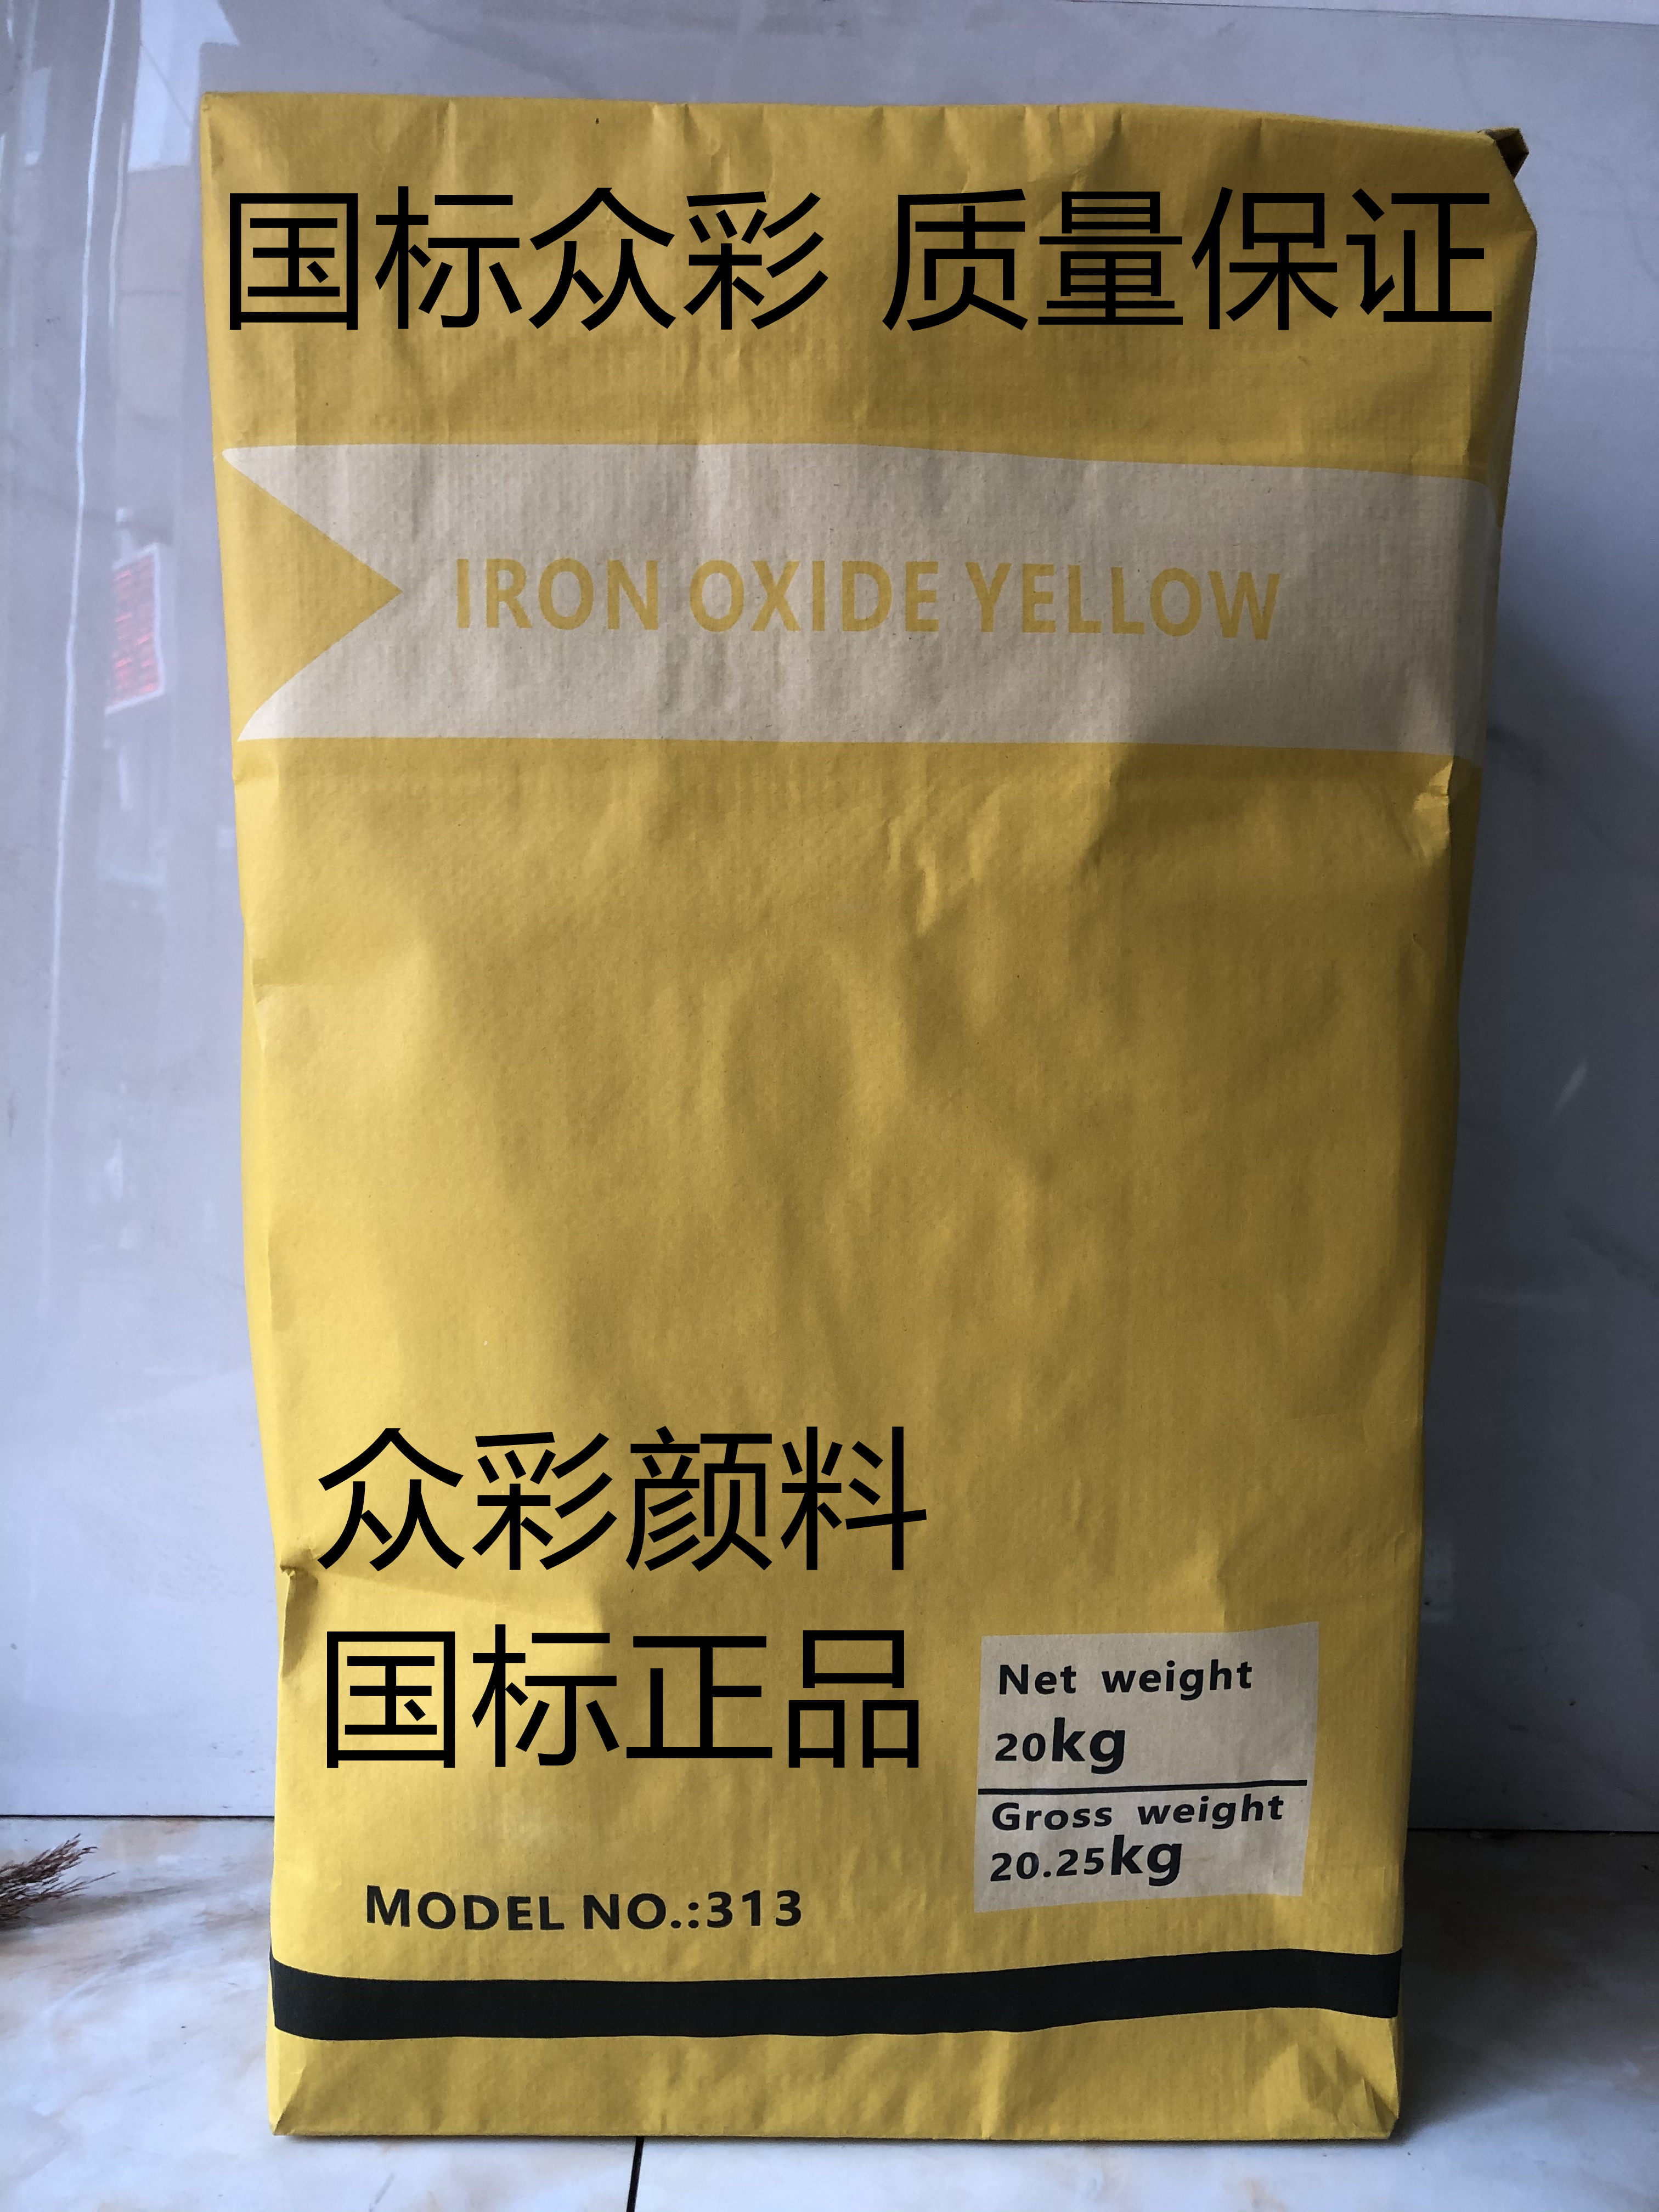 国标众彩 质量保证
IRON OXIDE YELLOW
众彩颜料
国标正品
Net weight
20kg
Gross weight
20.25kg
MODEL NO.:313